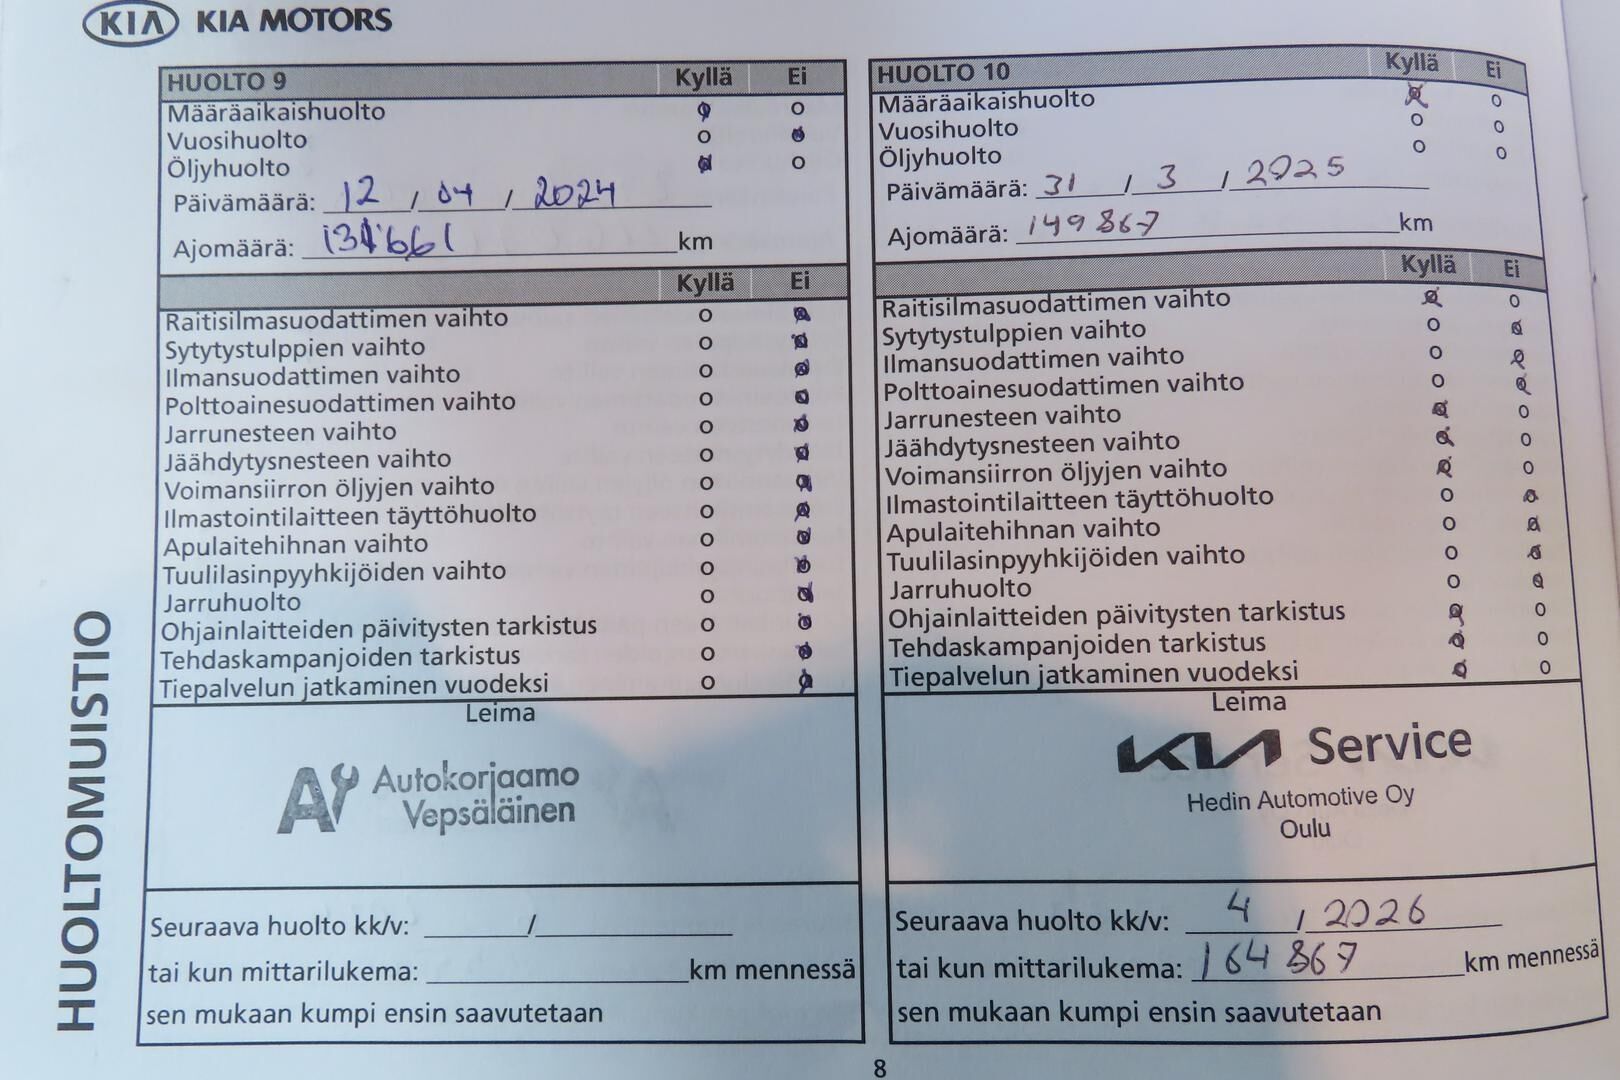 KIA KIA MOTORS
HUOLTOMUISTIO
HUOLTO 9 Kyllä Ei
Määräaikaishuolto
Vuosihuolto
Öljyhuolto
Päivämäärä: 12 / 04 / 2024
Ajomäärä: 134661 km
Kyllä Ei
Raitisilmasuodattimen vaihto
Sytytystulppien vaihto
Ilmansuodattimen vaihto
Polttoainesuodattimen vaihto
Jarrunesteen vaihto
Jäähdytysnesteen vaihto
Voimansiirron öljyjen vaihto
Ilmastointilaitteen täyttöhuolto
Apulaitehihnan vaihto
Tuulilasinpyyhkijöiden vaihto
Jarruhuolto
Ohjainlaitteiden päivitysten tarkistus
Tehdaskampanjoiden tarkistus
Tiepalvelun jatkaminen vuodeksi
Leima
Autokorjaamo
Vepsäläinen
Seuraava huolto kk/v: /
tai kun mittarilukema: km mennessä
sen mukaan kumpi ensin saavutetaan
HUOLTO 10 Kyllä Ei
Määräaikaishuolto
Vuosihuolto
Öljyhuolto
Päivämäärä: 31 / 3 / 2025
Ajomäärä: 149867 km
Kyllä Ei
Raitisilmasuodattimen vaihto
Sytytystulppien vaihto
Ilmansuodattimen vaihto
Polttoainesuodattimen vaihto
Jarrunesteen vaihto
Jäähdytysnesteen vaihto
Voimansiirron öljyjen vaihto
Ilmastointilaitteen täyttöhuolto
Apulaitehihnan vaihto
Tuulilasinpyyhkijöiden vaihto
Jarruhuolto
Ohjainlaitteiden päivitysten tarkistus
Tehdaskampanjoiden tarkistus
Tiepalvelun jatkaminen vuodeksi
Leima
KIA Service
Hedin Automotive Oy
Oulu
Seuraava huolto kk/v: 4 / 2026
tai kun mittarilukema: 164867 km mennessä
sen mukaan kumpi ensin saavutetaan
8